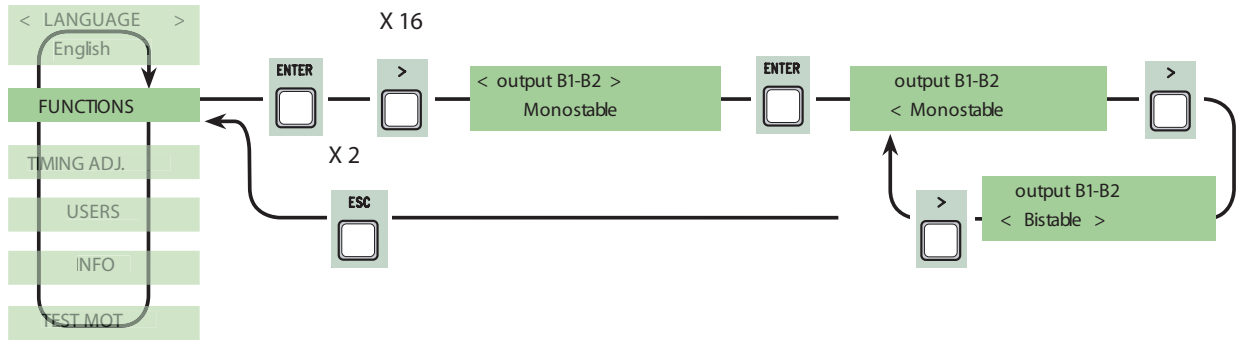 < LANGUAGE >
English
FUNCTIONS
TIMING ADJ.
USERS
INFO
TEST MOT
X 16
ENTER
>
< output B1-B2 >
Monostable
ENTER
output B1-B2
< Monostable
>
X 2
ESC
>
output B1-B2
< Bistable >